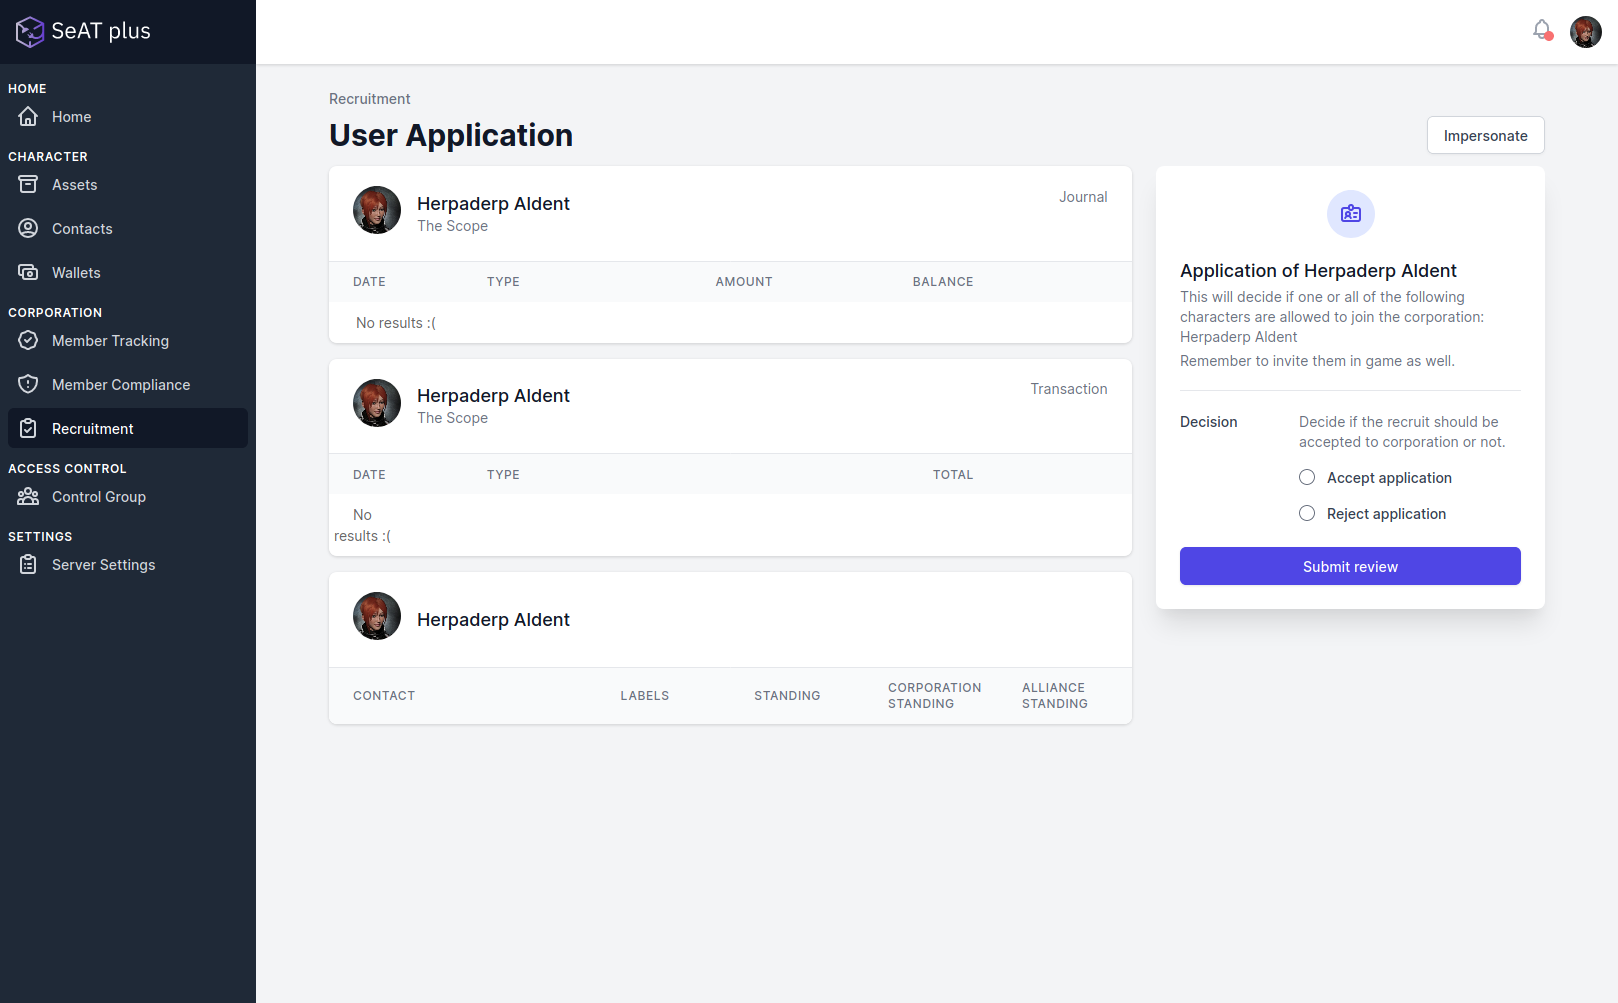 SeAT plus
HOME
Home
CHARACTER
Assets
Contacts
Wallets
CORPORATION
Member Tracking
Member Compliance
Recruitment
ACCESS CONTROL
Control Group
SETTINGS
Server Settings
Recruitment
User Application
Impersonate
Herpaderp Aldent
The Scope
Journal
DATE TYPE AMOUNT BALANCE
No results :(
Herpaderp Aldent
The Scope
Transaction
DATE TYPE TOTAL
No
results :(
Herpaderp Aldent
CONTACT LABELS STANDING CORPORATION STANDING ALLIANCE STANDING
Application of Herpaderp Aldent
This will decide if one or all of the following
characters are allowed to join the corporation:
Herpaderp Aldent
Remember to invite them in game as well.
Decision
Decide if the recruit should be
accepted to corporation or not.
Accept application
Reject application
Submit review